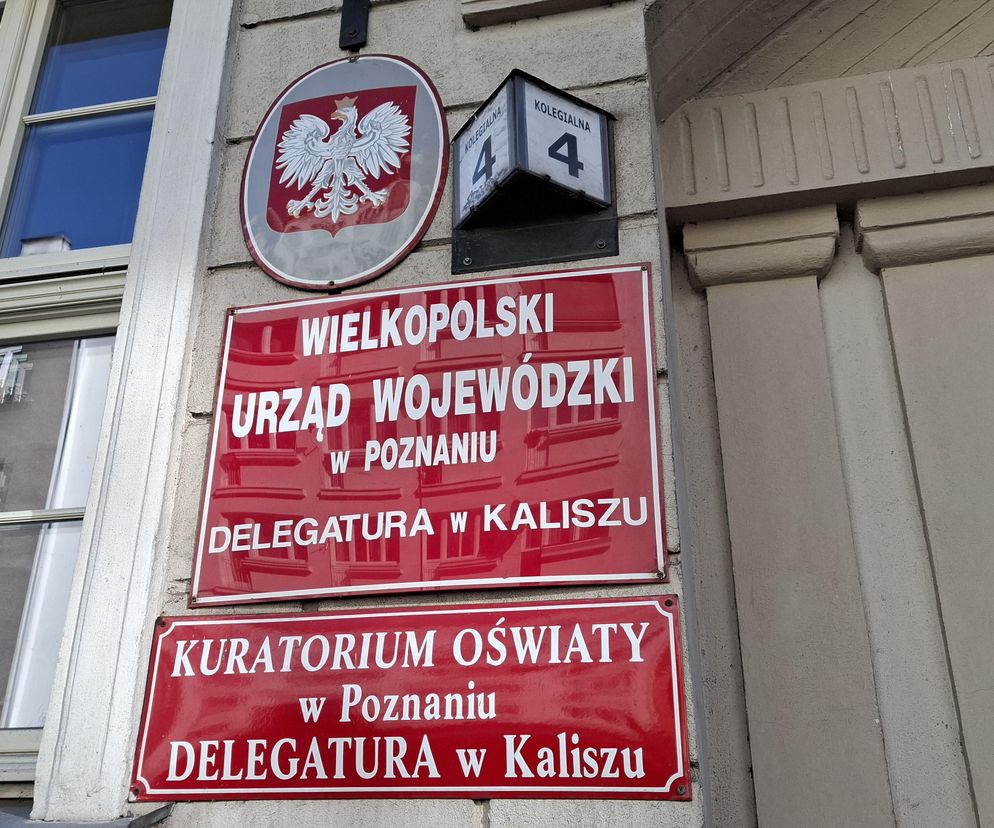 KOLEGIALNA
4
KOLEGIALNA
4
WIELKOPOLSKI
URZĄD WOJEWÓDZKI
W POZNANIU
DELEGATURA W KALISZU
KURATORIUM OŚWIATY
w Poznaniu
DELEGATURA w Kaliszu